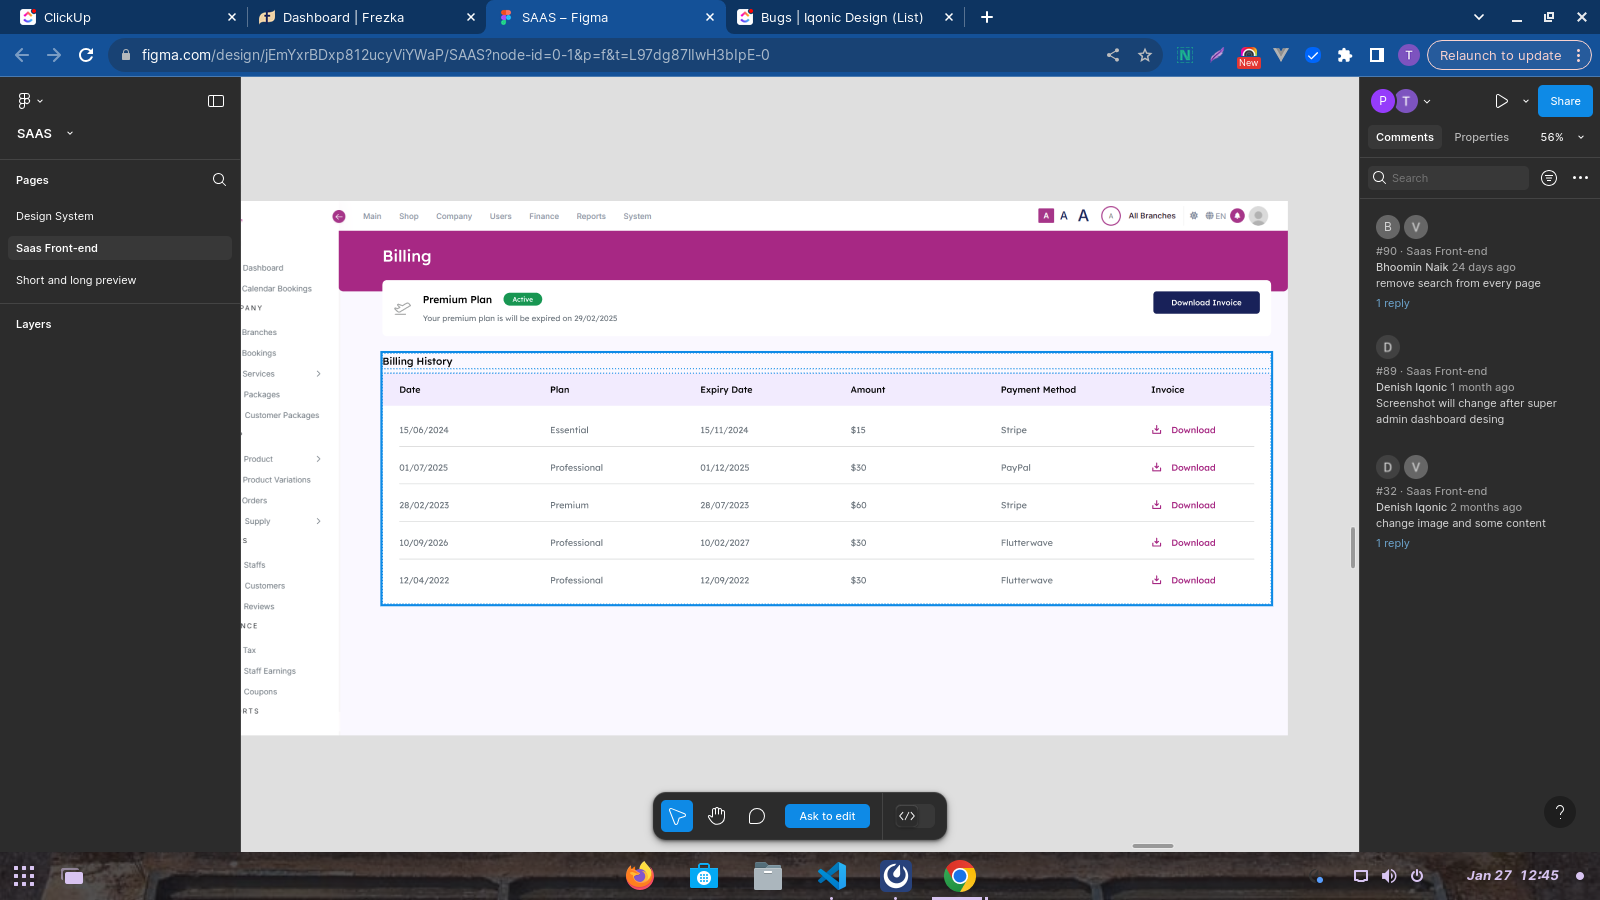 ClickUp
Dashboard | Frezka
SAAS – Figma
Bugs | Iqonic Design (List)
figma.com/design/jEmYxrBDxp812ucyViYWaP/SAAS?node-id=0-1&p=f&t=L97dg87llwH3bIpE-0
N
New
T
Relaunch to update
SAAS
Pages
Design System
Saas Front-end
Short and long preview
Layers
Main
Shop
Company
Users
Finance
Reports
System
A
A
A
A
All Branches
EN
Dashboard
Calendar Bookings
PANY
Branches
Bookings
Services
Packages
Customer Packages
Product
Product Variations
Orders
Supply
S
Staffs
Customers
Reviews
NCE
Tax
Staff Earnings
Coupons
RTS
Billing
Premium Plan
Active
Your premium plan is will be expired on 29/02/2025
Download Invoice
Billing History
Date Plan Expiry Date Amount Payment Method Invoice
15/06/2024 Essential 15/11/2024 $15 Stripe Download
01/07/2025 Professional 01/12/2025 $30 PayPal Download
28/02/2023 Premium 28/07/2023 $60 Stripe Download
10/09/2026 Professional 10/02/2027 $30 Flutterwave Download
12/04/2022 Professional 12/09/2022 $30 Flutterwave Download
Ask to edit
P
T
Share
Comments
Properties
56%
Search
B
V
#90 · Saas Front-end
Bhoomin Naik 24 days ago
remove search from every page
1 reply
D
#89 · Saas Front-end
Denish Iqonic 1 month ago
Screenshot will change after super
admin dashboard desing
D
V
#32 · Saas Front-end
Denish Iqonic 2 months ago
change image and some content
1 reply
?
Jan 27 12:45